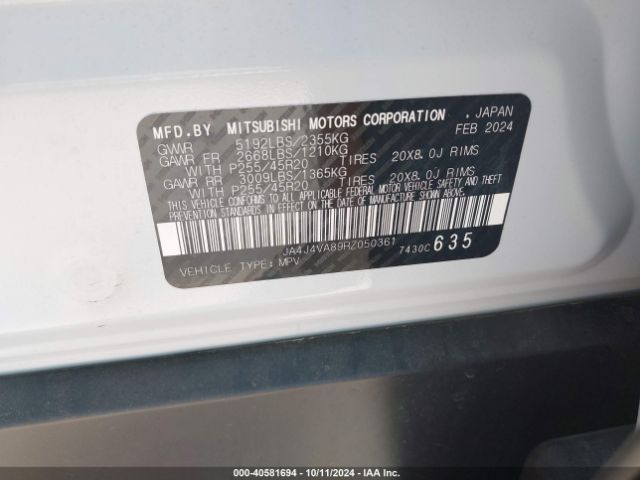 MFD.BY MITSUBISHI MOTORS CORPORATION . JAPAN
FEB 2024
GVWR 5192LBS/2355KG
GAWR FR 2668LBS/1210KG
WITH P255/45R20 TIRES 20X8.0J RIMS
GAWR RR 3009LBS/1365KG
WITH P255/45R20 TIRES 20X8.0J RIMS
THIS VEHICLE CONFORMS TO ALL APPLICABLE FEDERAL MOTOR VEHICLE SAFETY AND
THEFT PREVENTION STANDARDS IN EFFECT ON THE DATE OF MANUFACTURE SHOWN ABOVE.
JA4J4VA89RZ050361 7430C 635
VEHICLE TYPE: MPV
© - 40581694 - 10/11/2024 - IAA Inc.